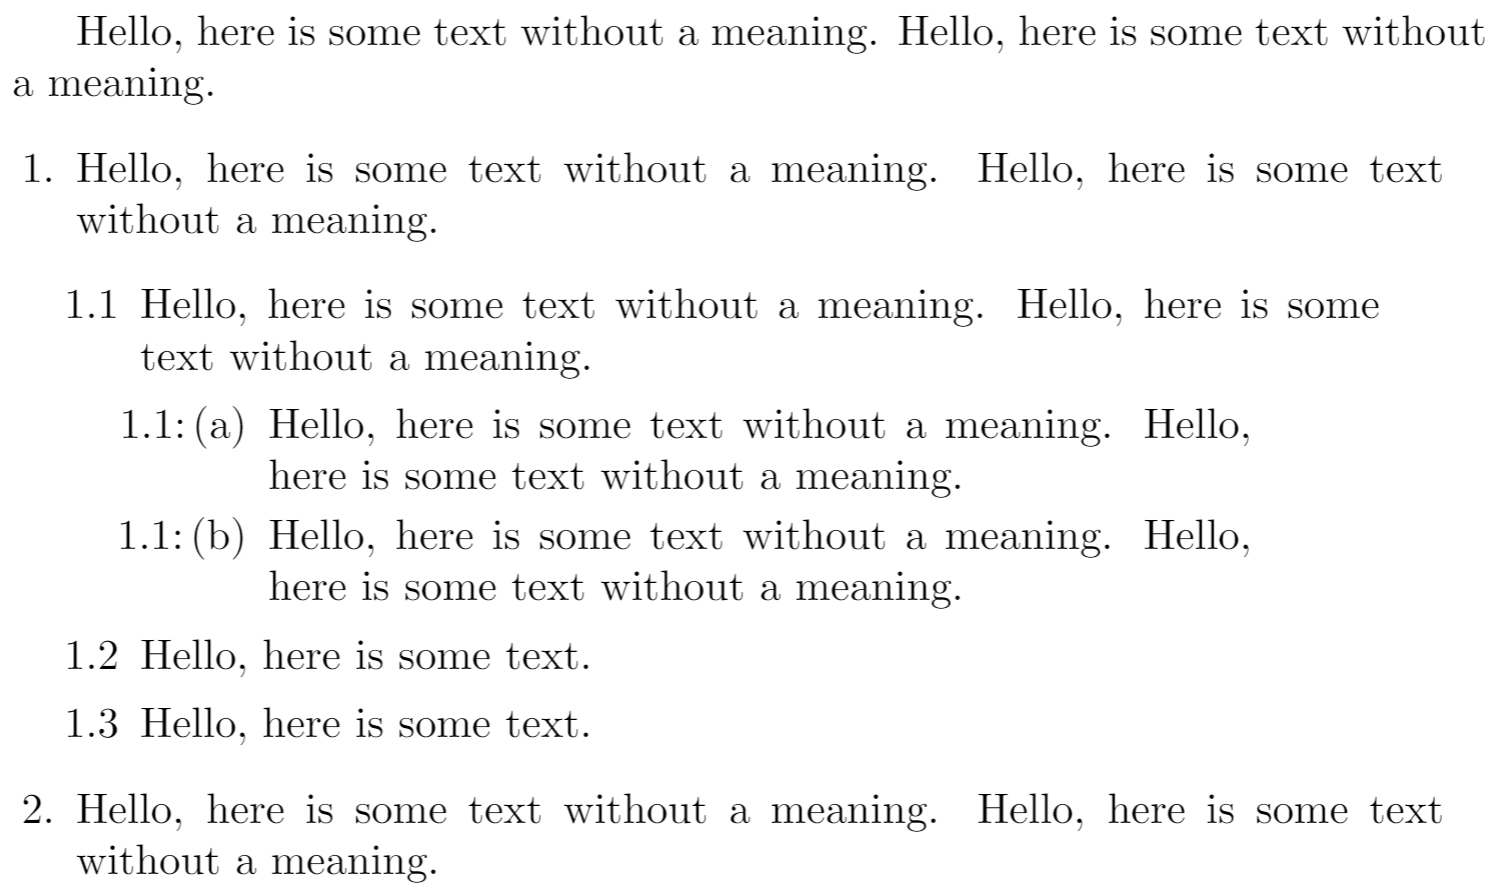 Hello, here is some text without a meaning. Hello, here is some text without
a meaning.
1. Hello, here is some text without a meaning. Hello, here is some text
without a meaning.
1.1 Hello, here is some text without a meaning. Hello, here is some
text without a meaning.
1.1: (a) Hello, here is some text without a meaning. Hello,
here is some text without a meaning.
1.1: (b) Hello, here is some text without a meaning. Hello,
here is some text without a meaning.
1.2 Hello, here is some text.
1.3 Hello, here is some text.
2. Hello, here is some text without a meaning. Hello, here is some text
without a meaning.